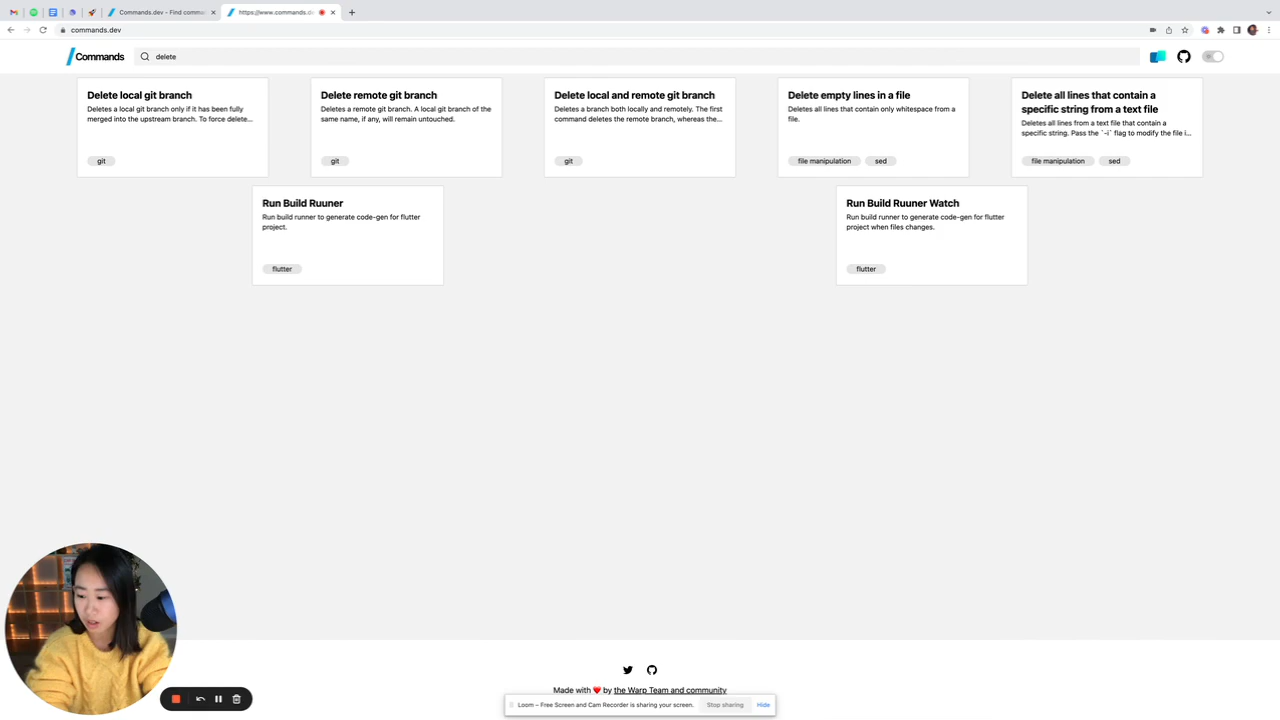 Commands.dev – Find comma
https://www.commands.de
commands.dev
Commands
delete
Delete local git branch
Deletes a local git branch only if it has been fully
merged into the upstream branch. To force delete...
git
Delete remote git branch
Deletes a remote git branch. A local git branch of the
same name, if any, will remain untouched.
git
Delete local and remote git branch
Deletes a branch both locally and remotely. The first
command deletes the remote branch, whereas the...
git
Delete empty lines in a file
Deletes all lines that contain only whitespace from a
file.
file manipulation
sed
Delete all lines that contain a
specific string from a text file
Deletes all lines from a text file that contain a
specific string. Pass the `-i` flag to modify the file i...
file manipulation
sed
Run Build Ruuner
Run build runner to generate code-gen for flutter
project.
flutter
Run Build Ruuner Watch
Run build runner to generate code-gen for flutter
project when files changes.
flutter
Made with ❤️ by the Warp Team and community
Loom – Free Screen and Cam Recorder is sharing your screen.
Stop sharing
Hide